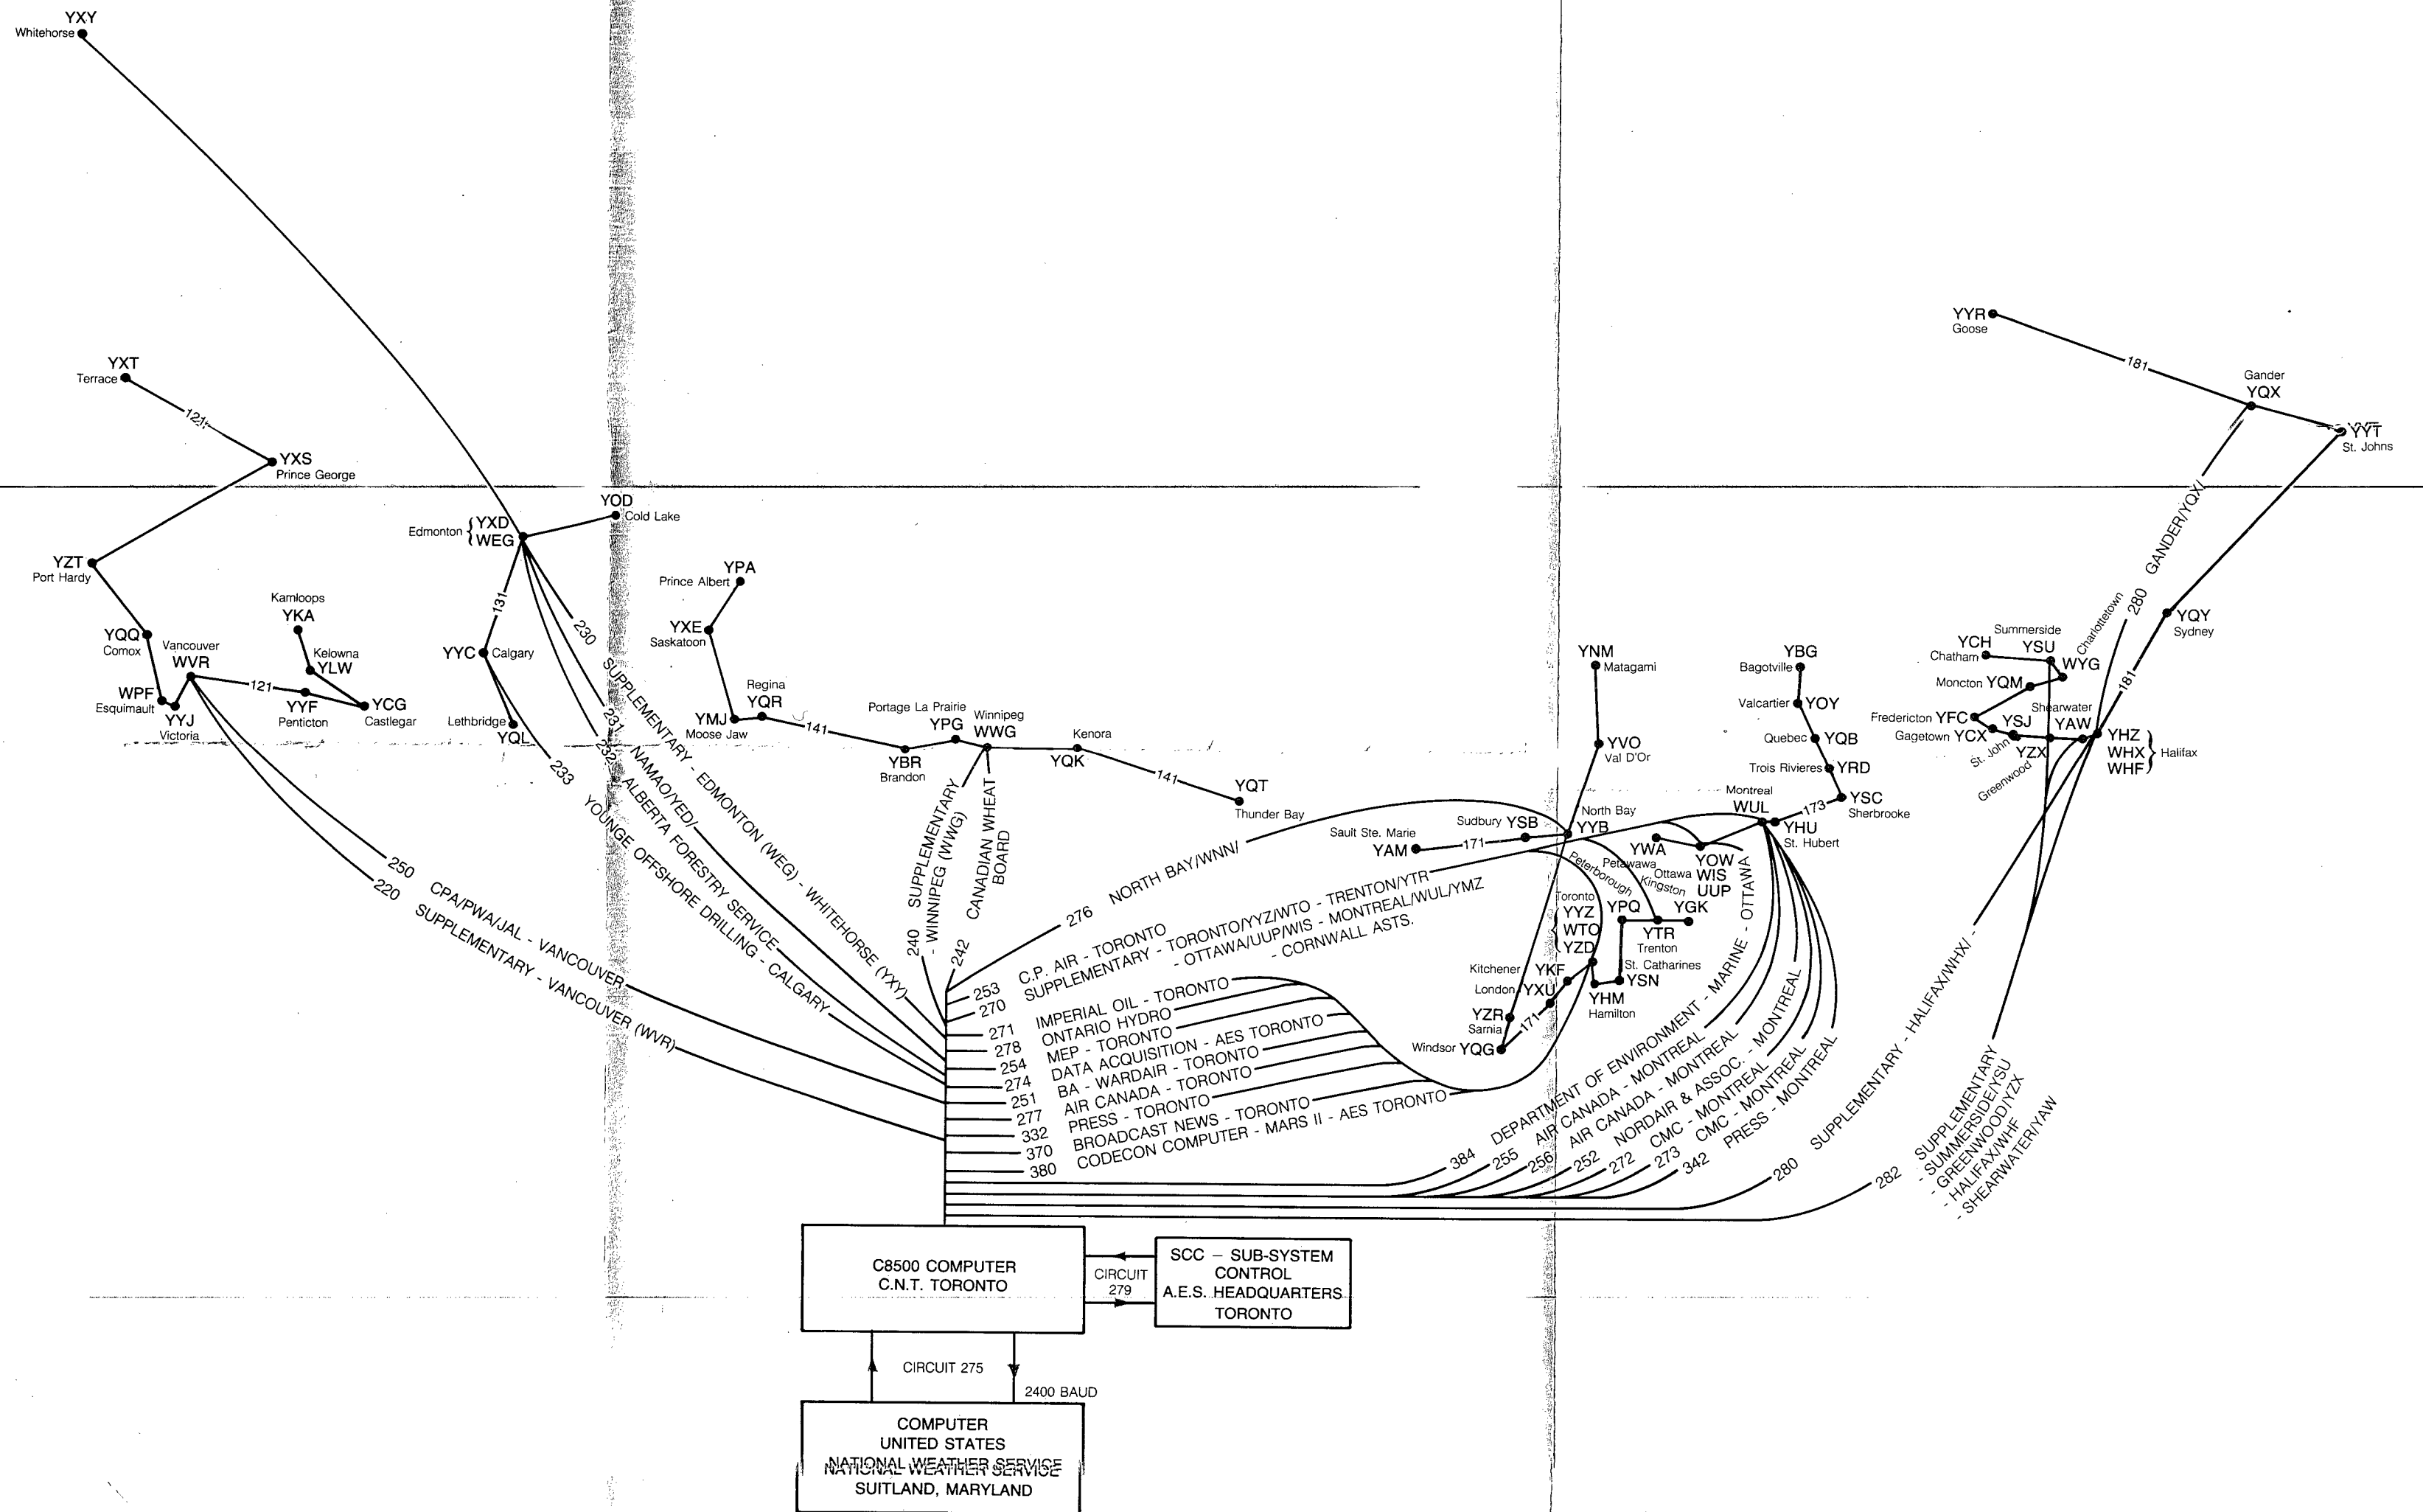 YXY
Whitehorse
YXT
Terrace
121
YXS
Prince George
YZT
Port Hardy
YQQ
Comox
Vancouver
WVR
WPF
Esquimault
YYJ
Victoria
121
YYF
Penticton
Kamloops
YKA
Kelowna
YLW
YCG
Castlegar
Edmonton
YXD
WEG
YOD
Cold Lake
131
YYC
Calgary
Lethbridge
YQL
YPA
Prince Albert
YXE
Saskatoon
YMJ
Moose Jaw
Regina
YQR
141
YBR
Brandon
Portage La Prairie
YPG
Winnipeg
WWG
Kenora
YQK
141
YQT
Thunder Bay
230 SUPPLEMENTARY - EDMONTON (WEG) - WHITEHORSE (YXY)
231 NAMAO/YED/
232 ALBERTA FORESTRY SERVICE
233 YOUNGE OFFSHORE DRILLING - CALGARY
250 CPA/PWA/JAL - VANCOUVER
220 SUPPLEMENTARY - VANCOUVER (WVR)
240 SUPPLEMENTARY
- WINNIPEG (WWG)
242 CANADIAN WHEAT
BOARD
276 NORTH BAY/WNN/
253 C.P. AIR - TORONTO
270 SUPPLEMENTARY - TORONTO/YYZ/WTO - TRENTON/YTR
- OTTAWA/UUP/WIS - MONTREAL/WUL/YMZ
- CORNWALL ASTS.
271 IMPERIAL OIL - TORONTO
278 ONTARIO HYDRO
254 MEP - TORONTO
274 DATA ACQUISITION - AES TORONTO
251 BA - WARDAIR - TORONTO
277 AIR CANADA - TORONTO
332 PRESS - TORONTO
370 BROADCAST NEWS - TORONTO
380 CODECON COMPUTER - MARS II - AES TORONTO
384 DEPARTMENT OF ENVIRONMENT - MARINE - OTTAWA
255 AIR CANADA - MONTREAL
256 AIR CANADA - MONTREAL
252 NORDAIR & ASSOC. - MONTREAL
272 CMC - MONTREAL
273 CMC - MONTREAL
342 PRESS - MONTREAL
280 SUPPLEMENTARY - HALIFAX/WHX/ -
280 GANDER/YQX/
282 SUPPLEMENTARY
- SUMMERSIDE/YSU
- GREENWOOD/YZX
- HALIFAX/WHF
- SHEARWATER/YAW
YNM
Matagami
YVO
Val D'Or
North Bay
YYB
Sudbury YSB
Sault Ste. Marie
YAM
171
YWA
Petawawa
Ottawa
YOW
WIS
UUP
Peterborough
YPQ
Kingston
YGK
YTR
Trenton
Toronto
YYZ
WTO
YZD
St. Catharines
YSN
YHM
Hamilton
Kitchener YKF
London YXU
YZR
Sarnia
171
Windsor YQG
YBG
Bagotville
Valcartier YOY
Quebec YQB
Trois Rivieres YRD
YSC
Sherbrooke
173
Montreal
WUL
YHU
St. Hubert
YYR
Goose
181
Gander
YQX
YYT
St. Johns
YQY
Sydney
181
Charlottetown
WYG
Summerside
YSU
YCH
Chatham
Moncton YQM
Fredericton YFC
Gagetown YCX
YSJ
St. John
Greenwood
YZX
Shearwater
YAW
YHZ
WHX
WHF
Halifax
C8500 COMPUTER
C.N.T. TORONTO
CIRCUIT
279
SCC – SUB-SYSTEM
CONTROL
A.E.S. HEADQUARTERS
TORONTO
CIRCUIT 275
2400 BAUD
COMPUTER
UNITED STATES
NATIONAL WEATHER SERVICE
SUITLAND, MARYLAND